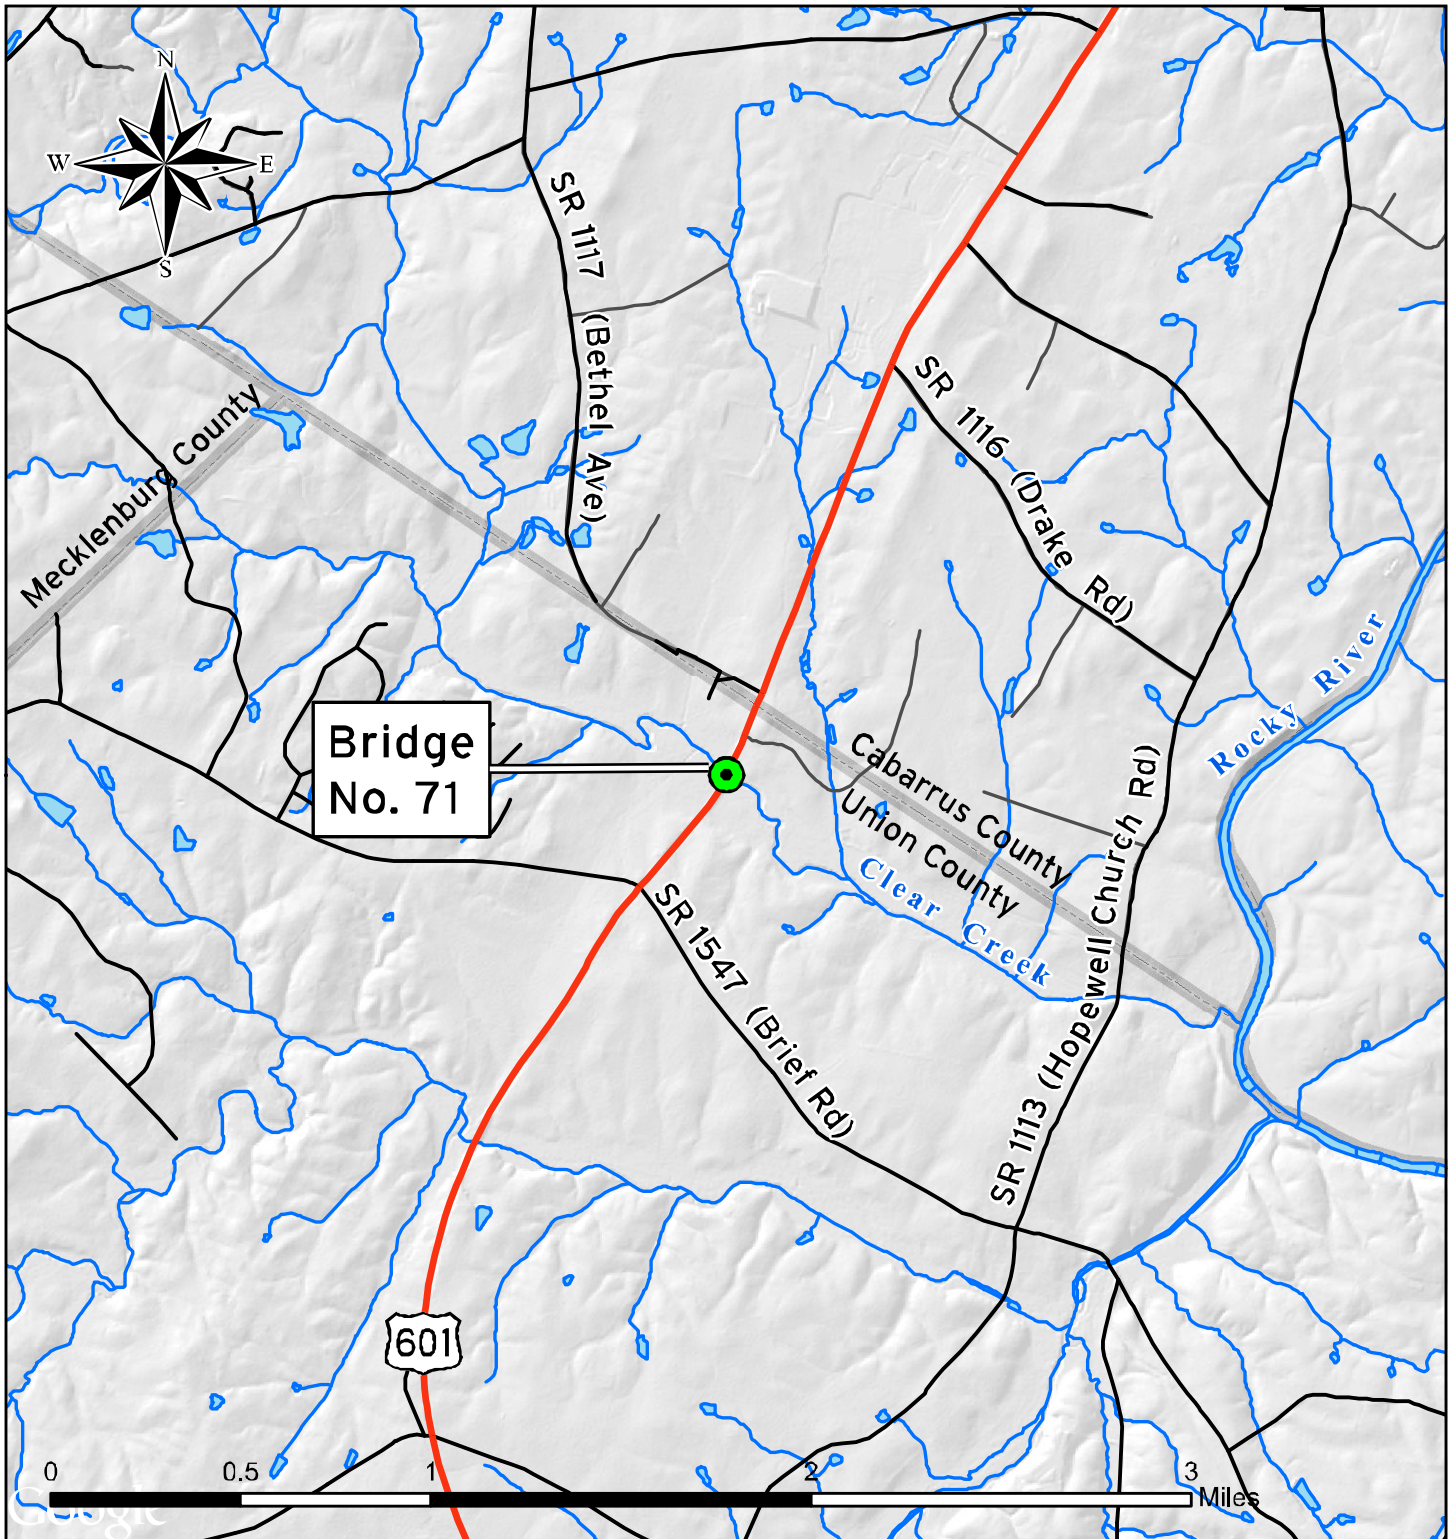 N
W E
S
SR 1117 (Bethel Ave)
SR 1116 (Drake Rd)
Mecklenburg County
Rocky River
Bridge
No. 71
Cabarrus County
Union County
Clear Creek
SR 1547 (Brief Rd)
SR 1113 (Hopewell Church Rd)
601
0 0.5 1 2 3
Miles
Google